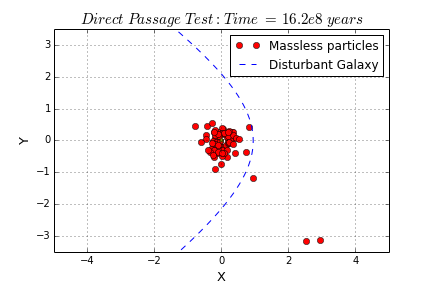 Direct Passage Test: Time = 16.2e8 years
Massless particles
Disturbant Galaxy
3
2
1
0
−1
−2
−3
Y
−4
−2
0
2
4
X